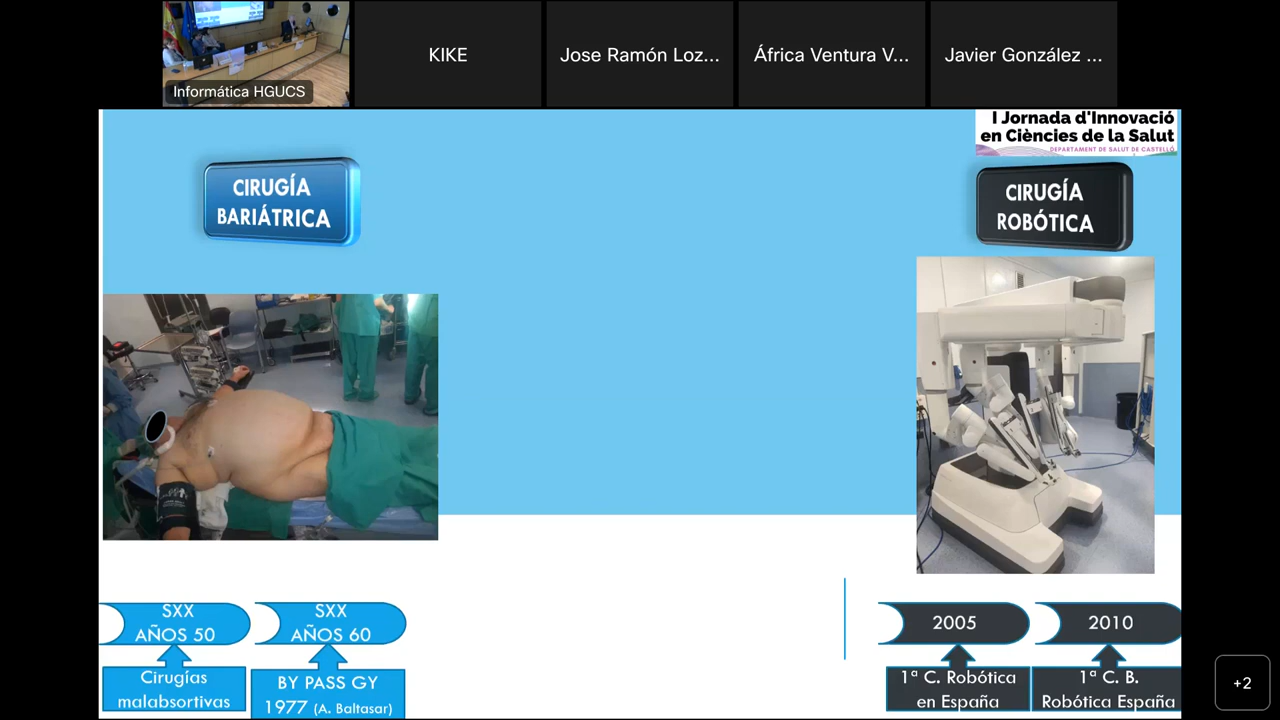 Informática HGUCS
KIKE
Jose Ramón Loz...
África Ventura V...
Javier González ...
I Jornada d'Innovació
en Ciències de la Salut
DEPARTAMENT DE SALUT DE CASTELLÓ
CIRUGÍA
BARIÁTRICA
CIRUGÍA
ROBÓTICA
SXX
AÑOS 50
SXX
AÑOS 60
2005
2010
Cirugías
malabsortivas
BY PASS GY
1977 (A. Baltasar)
1ª C. Robótica
en España
1ª C. B.
Robótica España
+2